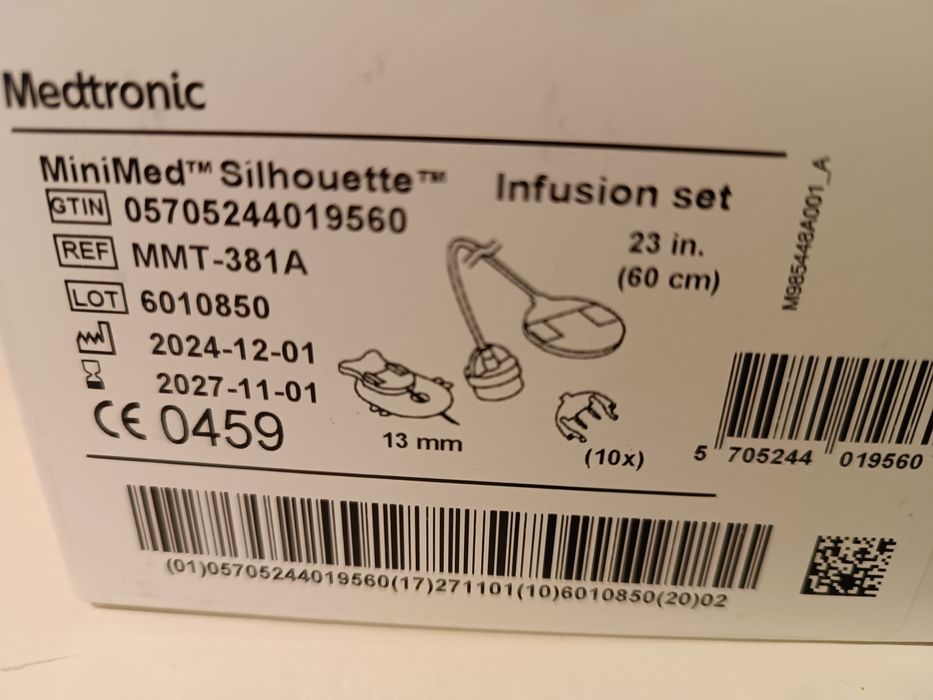 Medtronic
MiniMed™ Silhouette™ Infusion set
GTIN 05705244019560
REF MMT-381A
LOT 6010850
2024-12-01
2027-11-01
CE 0459
23 in.
(60 cm)
13 mm
(10x)
M985448A001_A
5 705244 019560
(01)05705244019560(17)271101(10)6010850(20)02